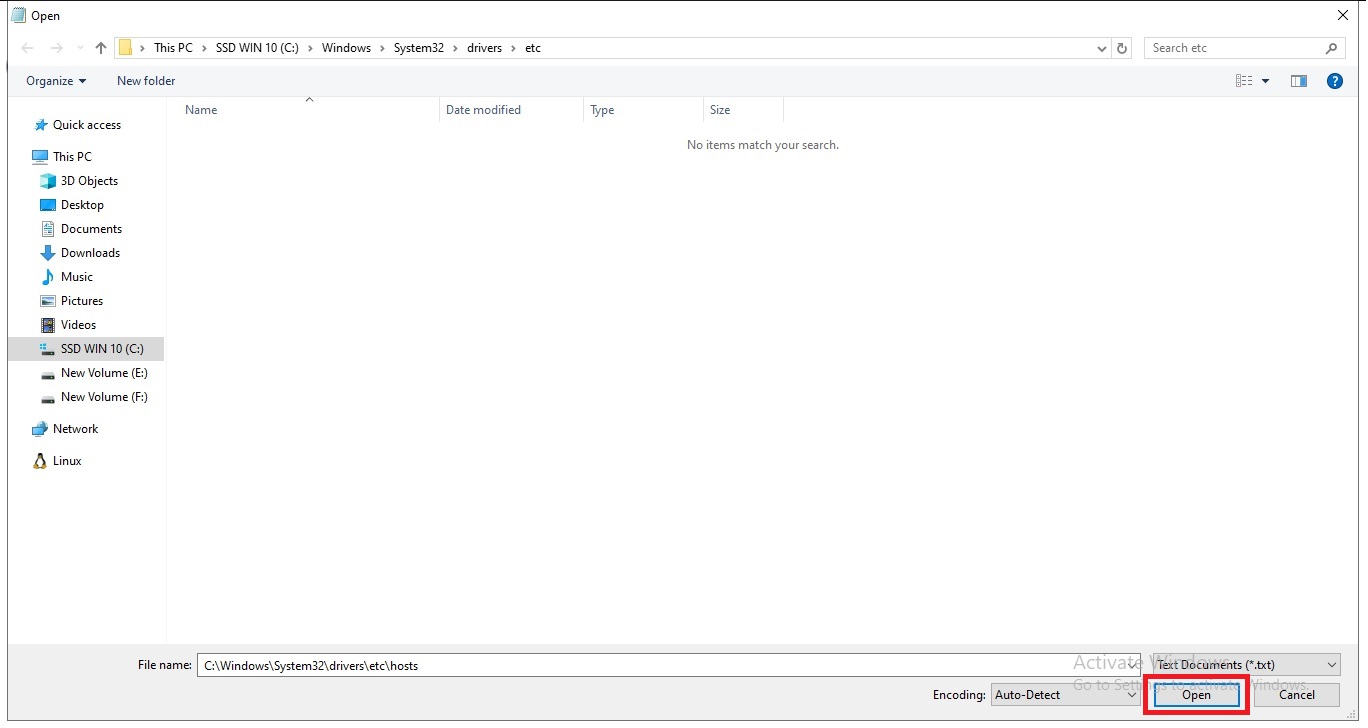 Open
This PC > SSD WIN 10 (C:) > Windows > System32 > drivers > etc
Search etc
Organize
New folder
Name
Date modified
Type
Size
No items match your search.
Quick access
This PC
3D Objects
Desktop
Documents
Downloads
Music
Pictures
Videos
SSD WIN 10 (C:)
New Volume (E:)
New Volume (F:)
Network
Linux
File name:
C:\Windows\System32\drivers\etc\hosts
Text Documents (*.txt)
Activate Windows
Go to Settings to activate Windows.
Encoding:
Auto-Detect
Open
Cancel